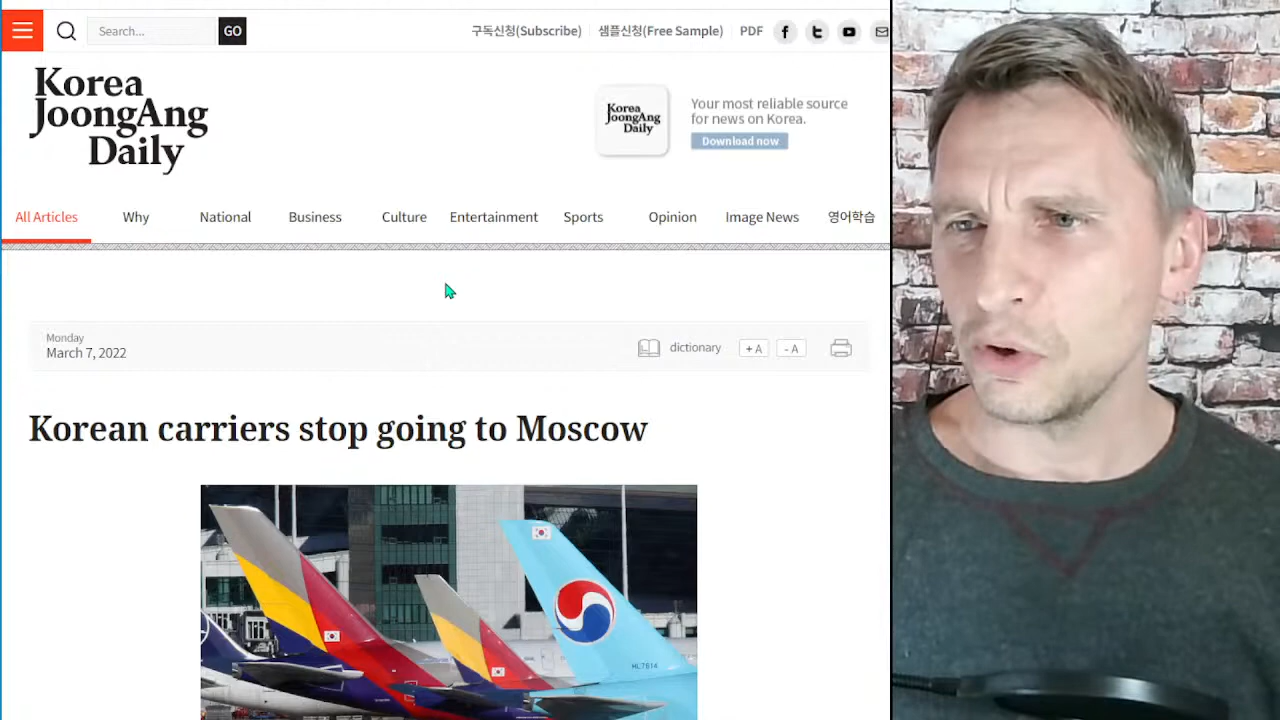 Search...
GO
구독신청(Subscribe)
샘플신청(Free Sample)
PDF
Korea
JoongAng
Daily
Korea
JoongAng
Daily
Your most reliable source
for news on Korea.
Download now
All Articles
Why
National
Business
Culture
Entertainment
Sports
Opinion
Image News
영어학습
Monday
March 7, 2022
dictionary
+ A
- A
Korean carriers stop going to Moscow
HL7614